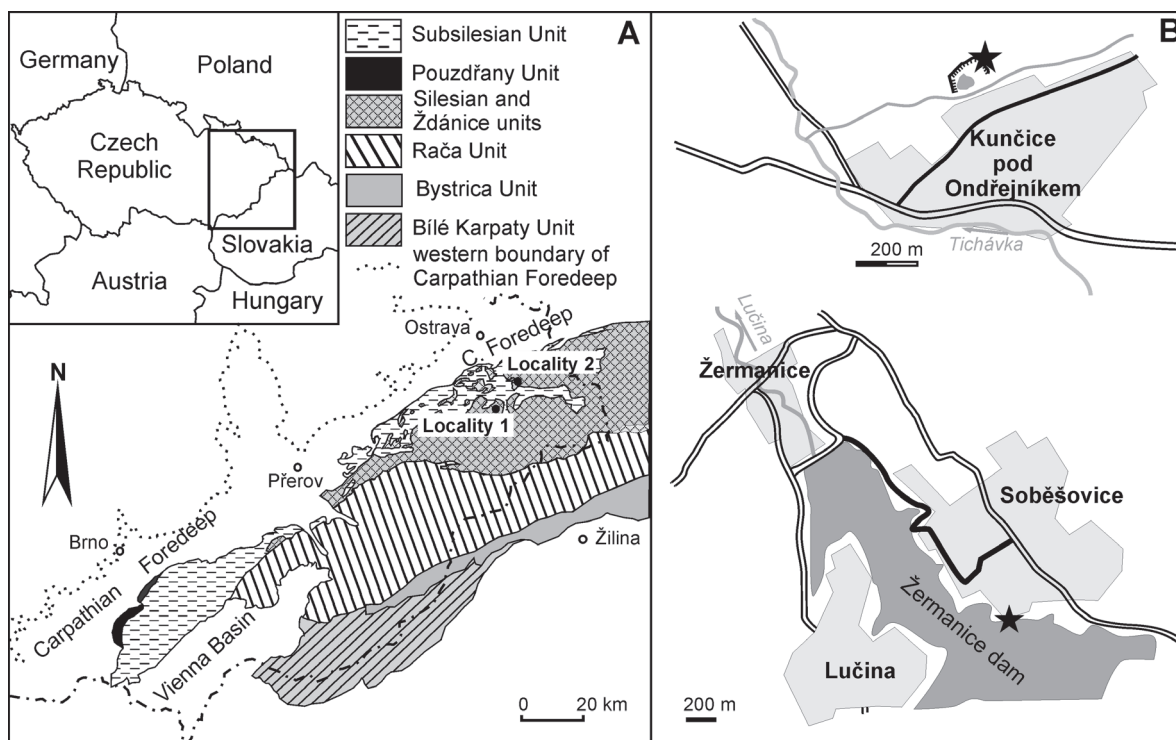 A
Germany
Poland
Czech
Republic
Slovakia
Austria
Hungary
Subsilesian Unit
Pouzdřany Unit
Silesian and
Ždánice units
Rača Unit
Bystrica Unit
Bílé Karpaty Unit
western boundary of
Carpathian Foredeep
Ostrava
C. Foredeep
Locality 2
Locality 1
N
Přerov
Brno
Carpathian Foredeep
Žilina
Vienna Basin
0 20 km
B
Kunčice
pod
Ondřejníkem
Tichávka
200 m
Lučina
Žermanice
Soběšovice
Žermanice dam
Lučina
200 m